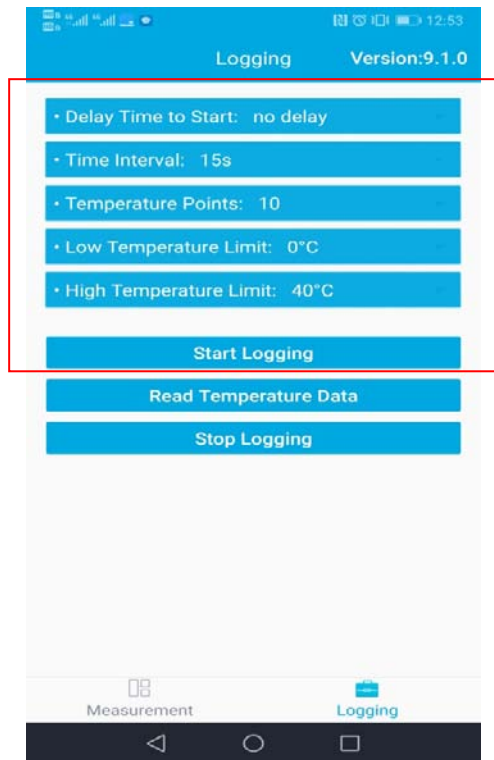 12:53
Logging Version:9.1.0
• Delay Time to Start: no delay
• Time Interval: 15s
• Temperature Points: 10
• Low Temperature Limit: 0°C
• High Temperature Limit: 40°C
Start Logging
Read Temperature Data
Stop Logging
Measurement Logging